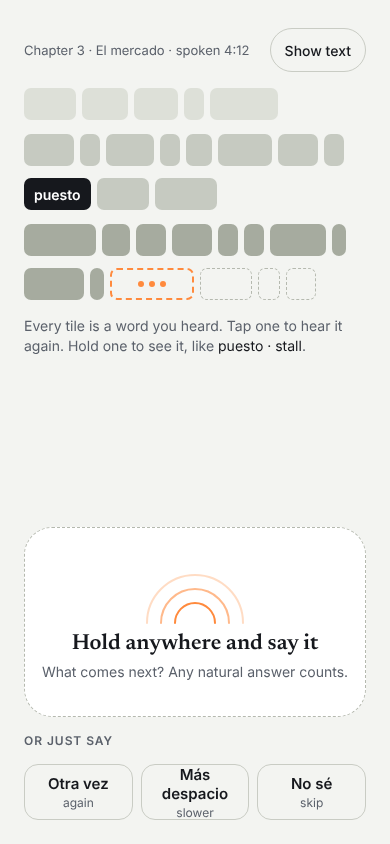 Chapter 3 · El mercado · spoken 4:12
Show text
puesto
Every tile is a word you heard. Tap one to hear it
again. Hold one to see it, like puesto · stall.
Hold anywhere and say it
What comes next? Any natural answer counts.
OR JUST SAY
Otra vez
again
Más
despacio
slower
No sé
skip